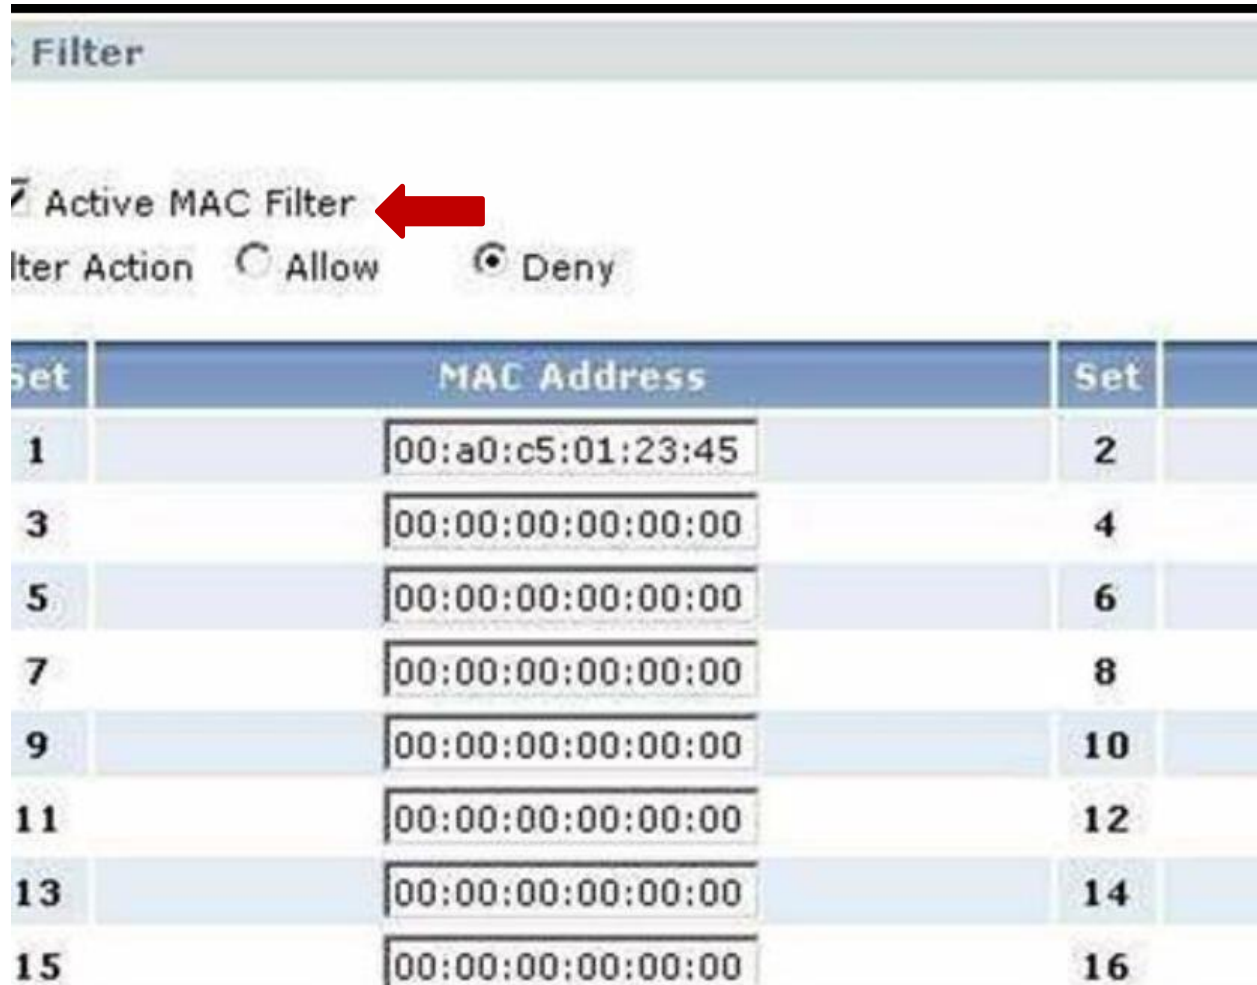 Filter
Active MAC Filter
lter Action Allow Deny
Set MAC Address Set
1 00:a0:c5:01:23:45 2
3 00:00:00:00:00:00 4
5 00:00:00:00:00:00 6
7 00:00:00:00:00:00 8
9 00:00:00:00:00:00 10
11 00:00:00:00:00:00 12
13 00:00:00:00:00:00 14
15 00:00:00:00:00:00 16